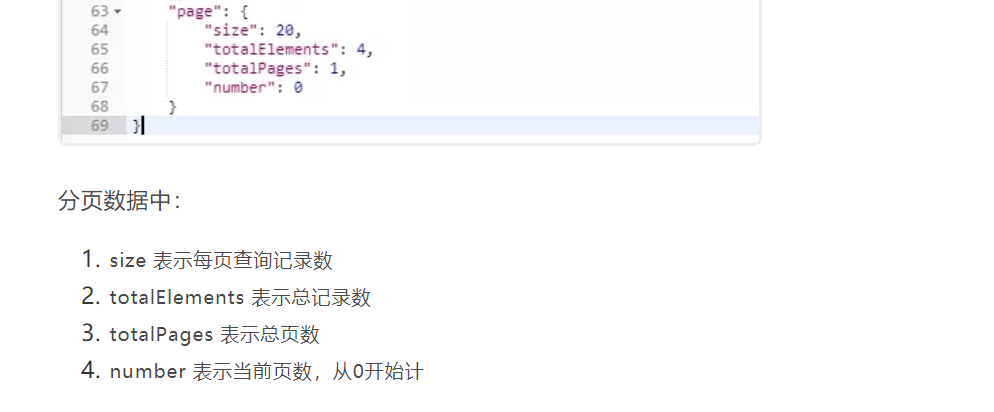 63 "page": {
64 "size": 20,
65 "totalElements": 4,
66 "totalPages": 1,
67 "number": 0
68 }
69 }
分页数据中：
1. size 表示每页查询记录数
2. totalElements 表示总记录数
3. totalPages 表示总页数
4. number 表示当前页数，从0开始计